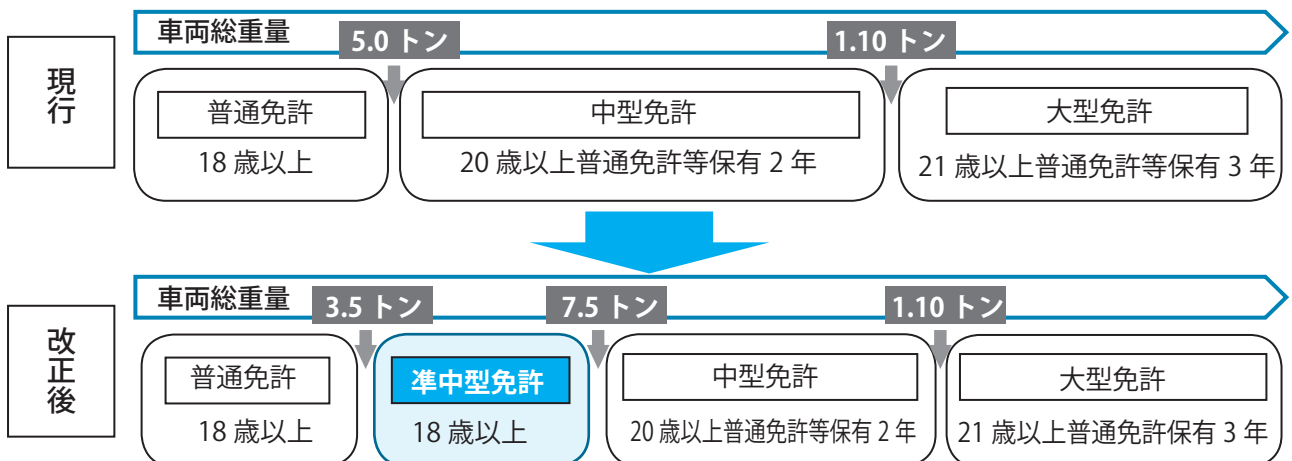 車両総重量
5.0 トン
1.10 トン
現行
普通免許
中型免許
大型免許
18 歳以上
20 歳以上普通免許等保有 2 年
21 歳以上普通免許等保有 3 年
車両総重量
3.5 トン
7.5 トン
1.10 トン
改正後
普通免許
準中型免許
中型免許
大型免許
18 歳以上
18 歳以上
20 歳以上普通免許等保有 2 年
21 歳以上普通免許保有 3 年